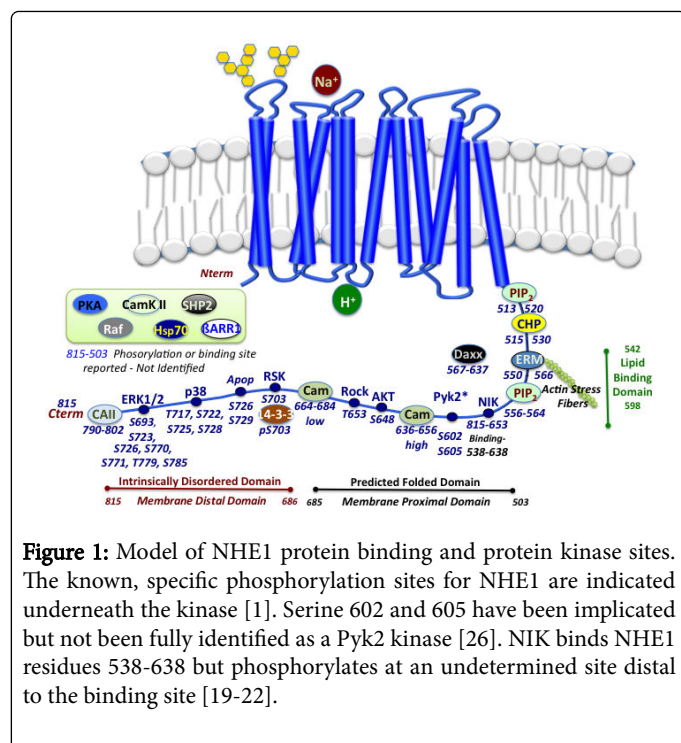 Na+
Nterm
H+
PKA CamK II SHP2
Raf Hsp70 ßARR1
815-503 Phosorylation or binding site
reported - Not Identified
PIP2
513 520
CHP
515 530
Daxx
567-637
ERM
550 - 566
PIP2
556-564
Actin Stress
Fibers
542
Lipid
Binding
Domain
598
815
Cterm
CAII
790-802
ERK1/2
S693,
S723,
S726, S770,
S771, T779, S785
p38
T717, S722,
S725, S728
Apop
S726
S729
RSK
S703
14-3-3
pS703
Cam
664-684
low
Rock
T653
AKT
S648
Cam
636-656
high
Pyk2*
S602
S605
NIK
815-653
Binding-
538-638
Intrinsically Disordered Domain
815 Membrane Distal Domain 686
Predicted Folded Domain
685 Membrane Proximal Domain 503
Figure 1: Model of NHE1 protein binding and protein kinase sites.
The known, specific phosphorylation sites for NHE1 are indicated
underneath the kinase [1]. Serine 602 and 605 have been implicated
but not been fully identified as a Pyk2 kinase [26]. NIK binds NHE1
residues 538-638 but phosphorylates at an undetermined site distal
to the binding site [19-22].